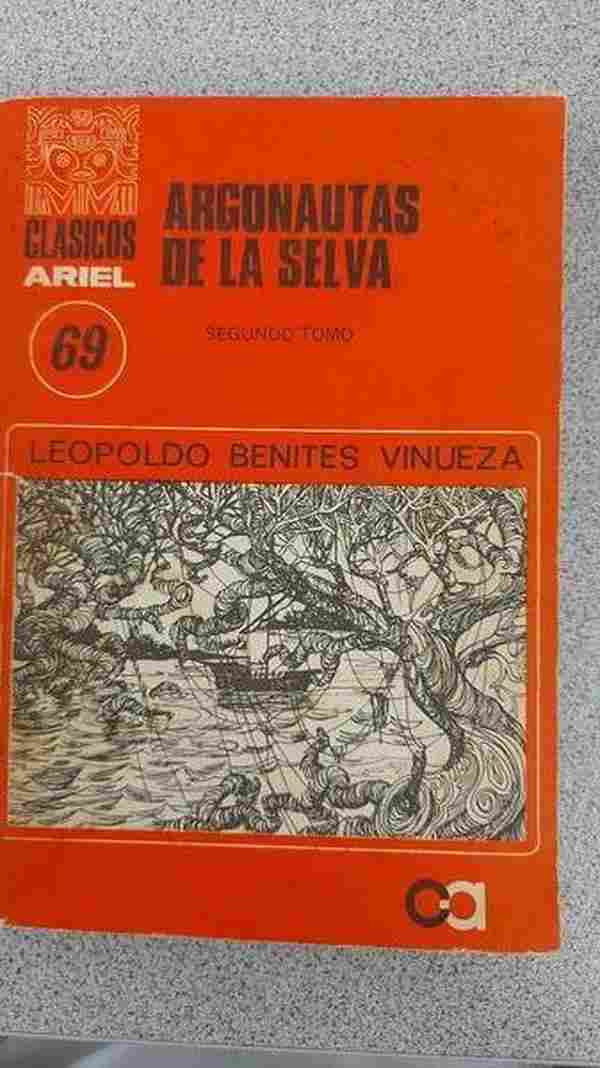 CLASICOS
ARIEL
69
ARGONAUTAS
DE LA SELVA
SEGUNDO TOMO
LEOPOLDO BENITES VINUEZA
ca